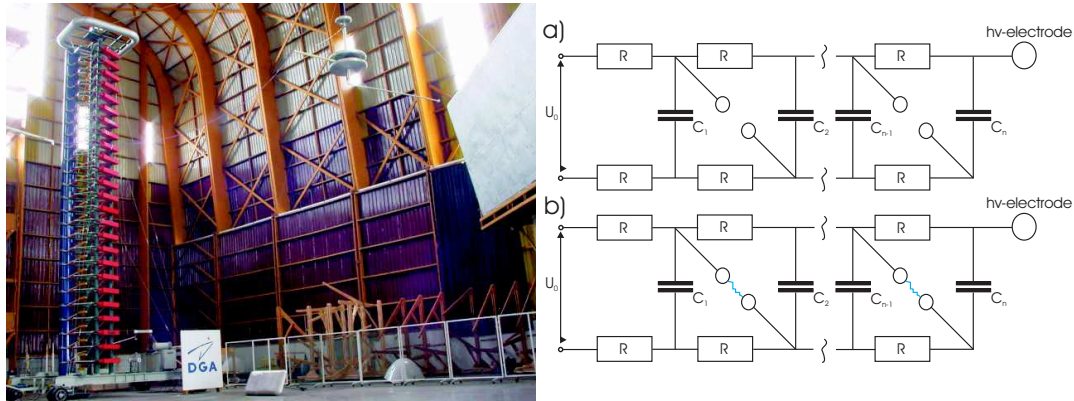 DGA
a)
hv-electrode
R R R
U₀
C₁ C₂ Cₙ₋₁ Cₙ
R R R
b)
hv-electrode
R R R
U₀
C₁ C₂ Cₙ₋₁ Cₙ
R R R